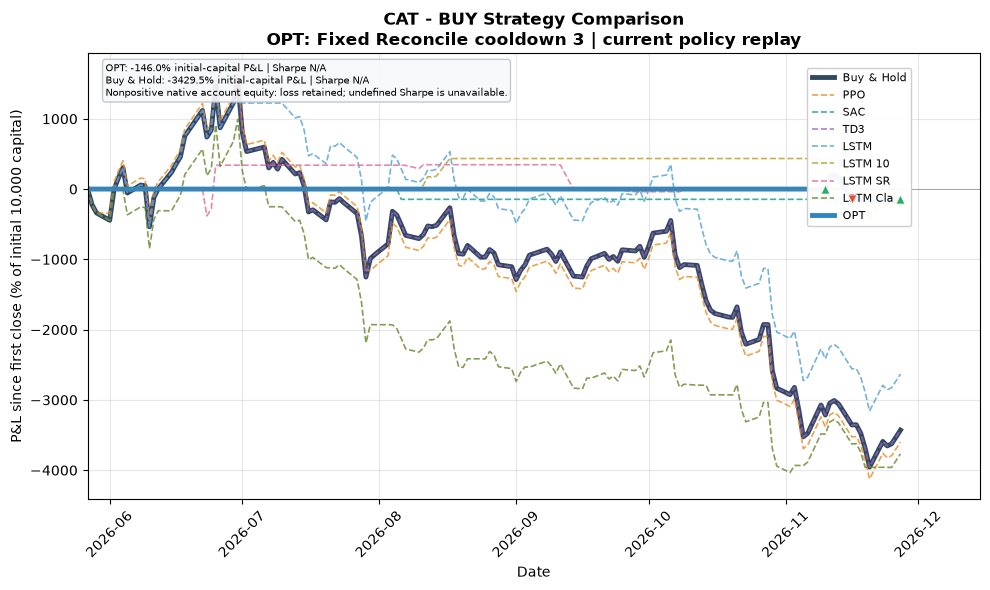 CAT - BUY Strategy Comparison
OPT: Fixed Reconcile cooldown 3 | current policy replay
OPT: -146.0% initial-capital P&L | Sharpe N/A
Buy & Hold: -3429.5% initial-capital P&L | Sharpe N/A
Nonpositive native account equity: loss retained; undefined Sharpe is unavailable.
Buy & Hold
PPO
SAC
TD3
LSTM
LSTM 10
LSTM SR
LSTM Cla
OPT
P&L since first close (% of initial 10,000 capital)
1000
0
−1000
−2000
−3000
−4000
2026-06
2026-07
2026-08
2026-09
2026-10
2026-11
2026-12
Date